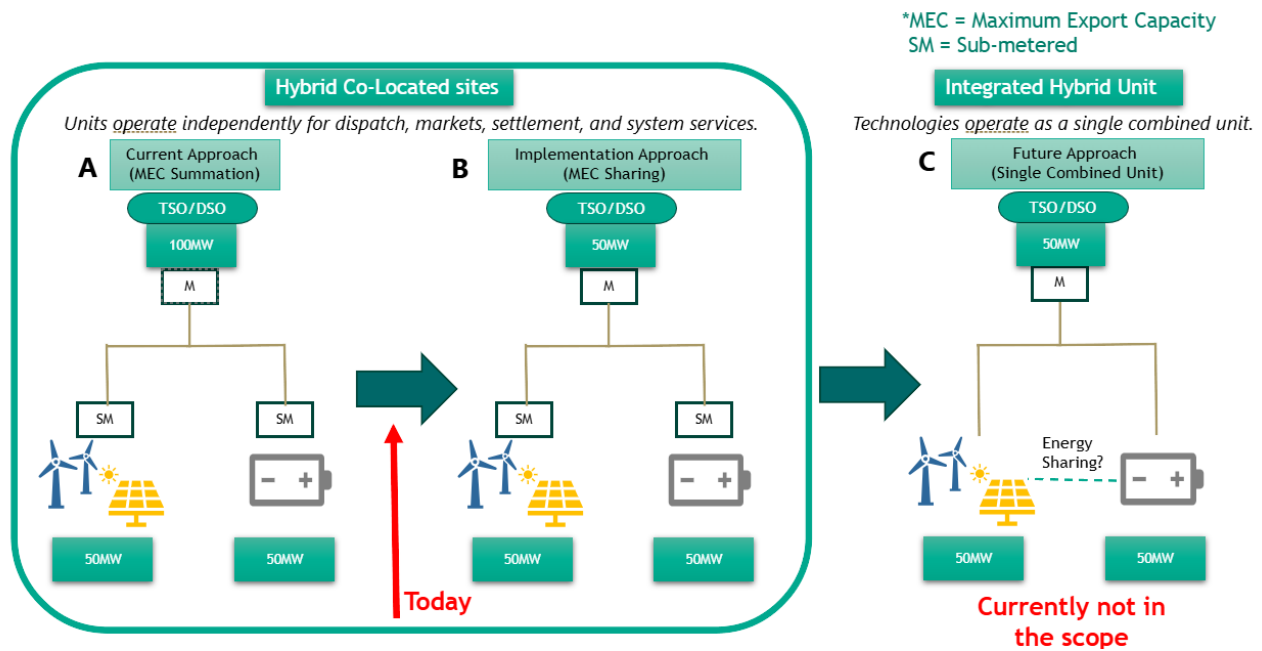 *MEC = Maximum Export Capacity
SM = Sub-metered
Hybrid Co-Located sites
Units operate independently for dispatch, markets, settlement, and system services.
A
Current Approach
(MEC Summation)
TSO/DSO
100MW
M
SM
SM
− +
50MW
50MW
Today
B
Implementation Approach
(MEC Sharing)
TSO/DSO
50MW
M
SM
SM
− +
50MW
50MW
Integrated Hybrid Unit
Technologies operate as a single combined unit.
C
Future Approach
(Single Combined Unit)
TSO/DSO
50MW
M
Energy
Sharing?
− +
50MW
50MW
Currently not in
the scope